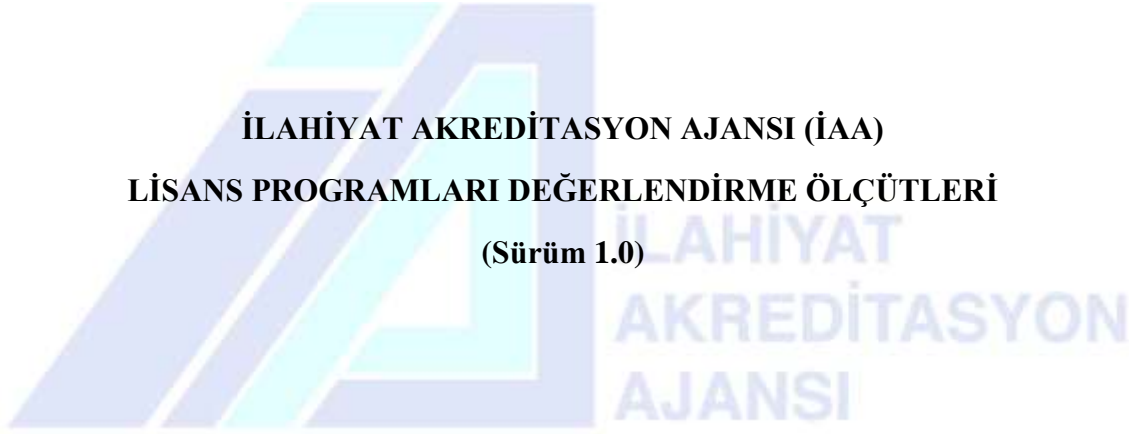 İLAHİYAT AKREDİTASYON AJANSI (İAA)
LİSANS PROGRAMLARI DEĞERLENDİRME ÖLÇÜTLERİ
(Sürüm 1.0)
İLAHİYAT
AKREDİTASYON
AJANSI